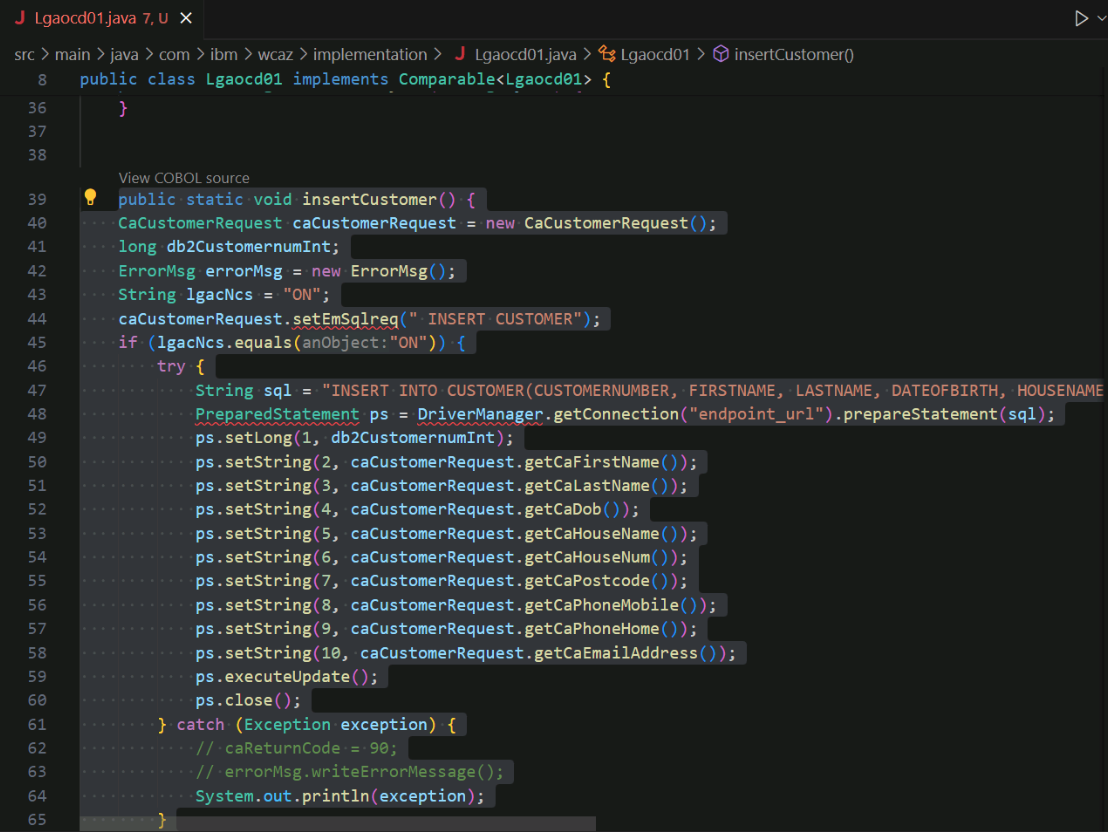 J Lgaocd01.java 7, U ×
src > main > java > com > ibm > wcaz > implementation > J Lgaocd01.java > Lgaocd01 > insertCustomer()
8 public class Lgaocd01 implements Comparable<Lgaocd01> {
36 }
37
38
View COBOL source
39 public static void insertCustomer() {
40 CaCustomerRequest caCustomerRequest = new CaCustomerRequest();
41 long db2CustomernumInt;
42 ErrorMsg errorMsg = new ErrorMsg();
43 String lgacNcs = "ON";
44 caCustomerRequest.setEmSqlreq(" INSERT CUSTOMER");
45 if (lgacNcs.equals(anObject:"ON")) {
46 try {
47 String sql = "INSERT INTO CUSTOMER(CUSTOMERNUMBER, FIRSTNAME, LASTNAME, DATEOFBIRTH, HOUSENAME
48 PreparedStatement ps = DriverManager.getConnection("endpoint_url").prepareStatement(sql);
49 ps.setLong(1, db2CustomernumInt);
50 ps.setString(2, caCustomerRequest.getCaFirstName());
51 ps.setString(3, caCustomerRequest.getCaLastName());
52 ps.setString(4, caCustomerRequest.getCaDob());
53 ps.setString(5, caCustomerRequest.getCaHouseName());
54 ps.setString(6, caCustomerRequest.getCaHouseNum());
55 ps.setString(7, caCustomerRequest.getCaPostcode());
56 ps.setString(8, caCustomerRequest.getCaPhoneMobile());
57 ps.setString(9, caCustomerRequest.getCaPhoneHome());
58 ps.setString(10, caCustomerRequest.getCaEmailAddress());
59 ps.executeUpdate();
60 ps.close();
61 } catch (Exception exception) {
62 // caReturnCode = 90;
63 // errorMsg.writeErrorMessage();
64 System.out.println(exception);
65 }